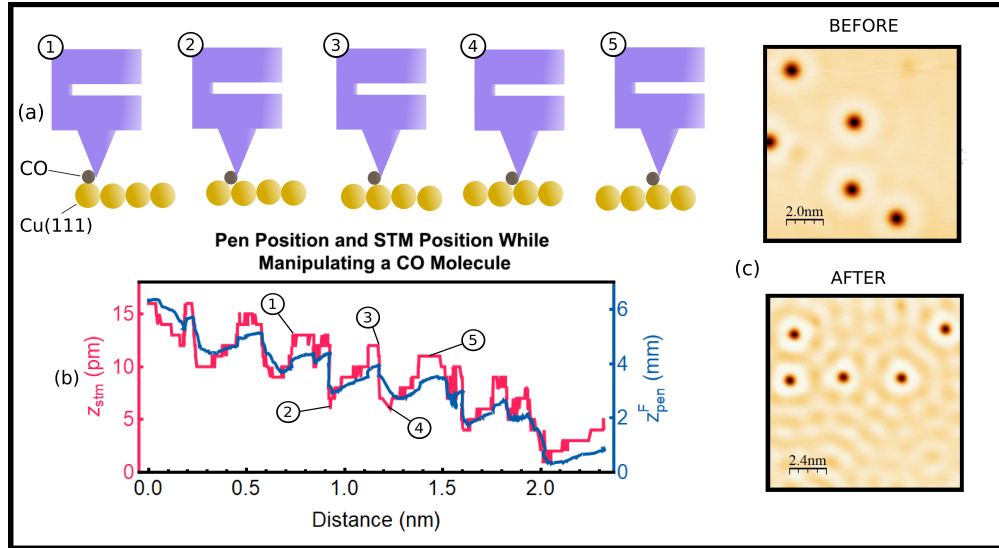 1
2
3
4
5
(a)
CO
Cu(111)
BEFORE
2.0nm
(c)
AFTER
2.4nm
Pen Position and STM Position While
Manipulating a CO Molecule
(b)
z_stm (pm)
15
10
5
0
1
2
3
4
5
6
4
2
0
z^F_pen (mm)
0.0 0.5 1.0 1.5 2.0
Distance (nm)